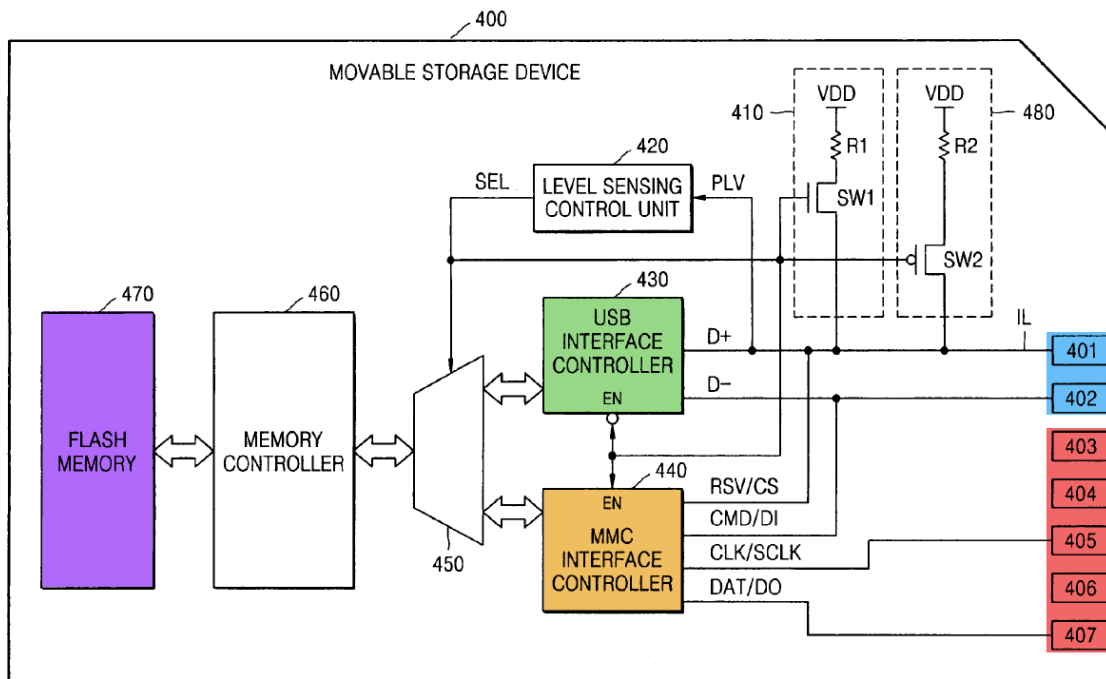 400
MOVABLE STORAGE DEVICE
410
VDD
R1
SW1
VDD
480
R2
SW2
420
SEL
LEVEL SENSING
CONTROL UNIT
PLV
470
FLASH
MEMORY
460
MEMORY
CONTROLLER
450
430
USB
INTERFACE
CONTROLLER
EN
D+
D−
IL
401
402
440
EN
MMC
INTERFACE
CONTROLLER
RSV/CS
CMD/DI
CLK/SCLK
DAT/DO
403
404
405
406
407